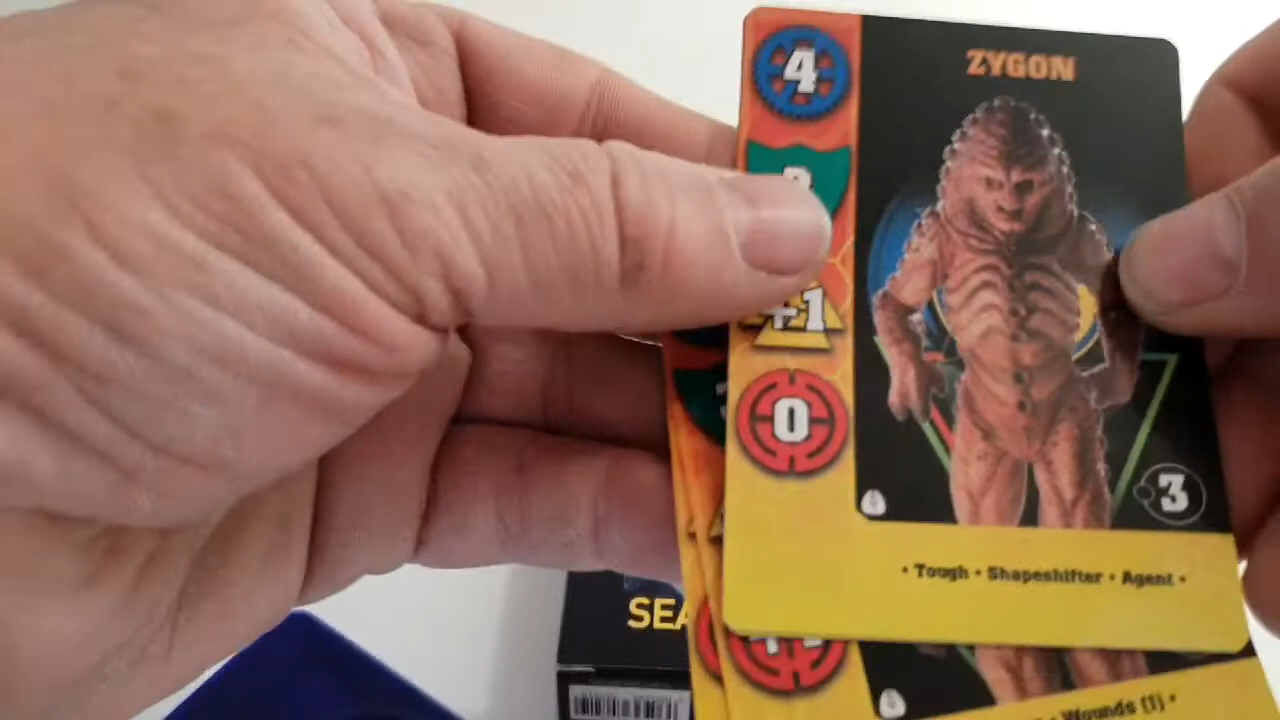 4
ZYGON
+1
0
3
• Tough • Shapeshifter • Agent •
SEA
Wounds (1) •